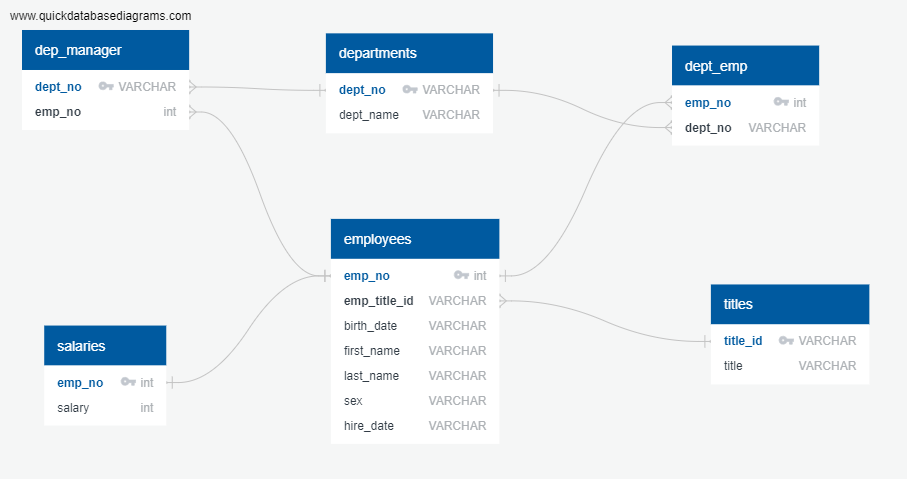 www.quickdatabasediagrams.com
dep_manager
dept_no VARCHAR
emp_no int
departments
dept_no VARCHAR
dept_name VARCHAR
dept_emp
emp_no int
dept_no VARCHAR
employees
emp_no int
emp_title_id VARCHAR
birth_date VARCHAR
first_name VARCHAR
last_name VARCHAR
sex VARCHAR
hire_date VARCHAR
titles
title_id VARCHAR
title VARCHAR
salaries
emp_no int
salary int